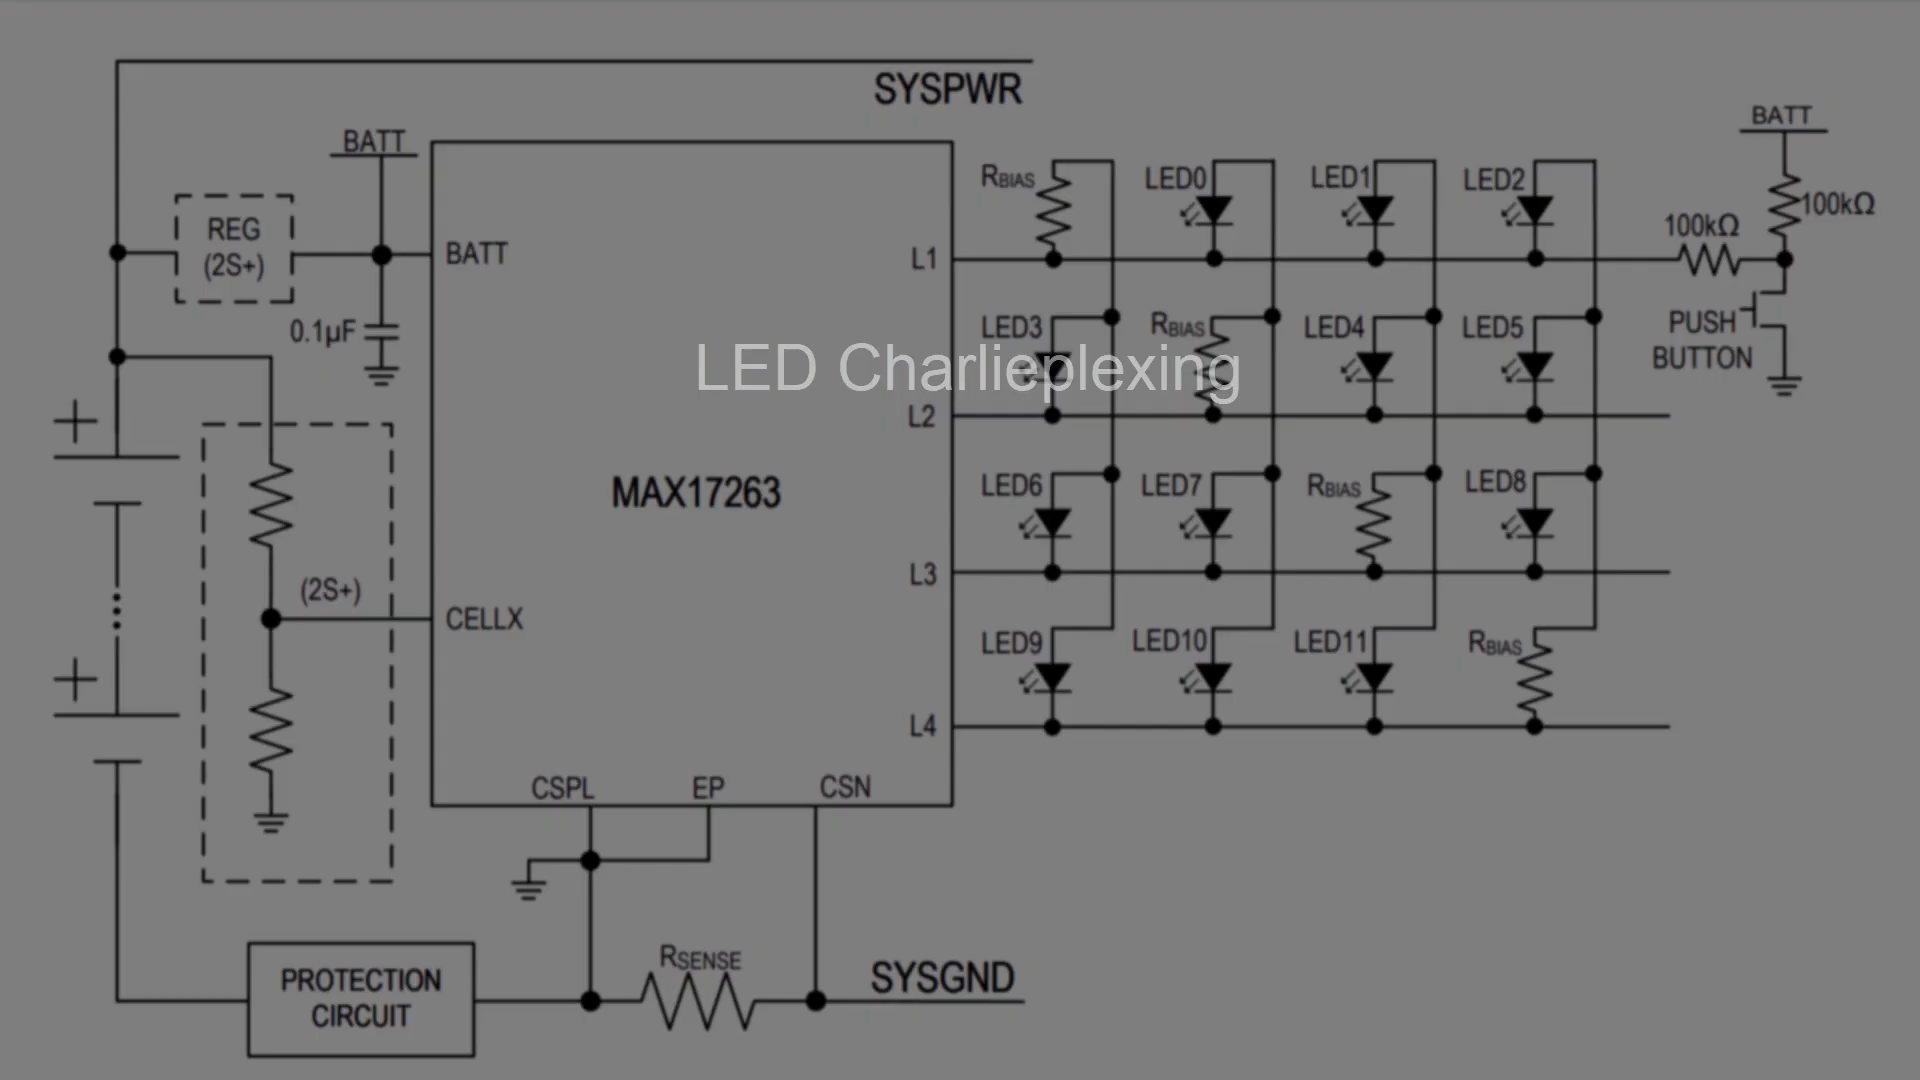 SYSPWR
BATT
BATT
REG
(2S+)
BATT
0.1µF
RBIAS
LED0
LED1
LED2
100kΩ
100kΩ
L1
LED3
RBIAS
LED4
LED5
PUSH
BUTTON
LED Charlieplexing
L2
MAX17263
LED6
LED7
RBIAS
LED8
L3
(2S+)
CELLX
LED9
LED10
LED11
RBIAS
L4
CSPL
EP
CSN
RSENSE
SYSGND
PROTECTION
CIRCUIT